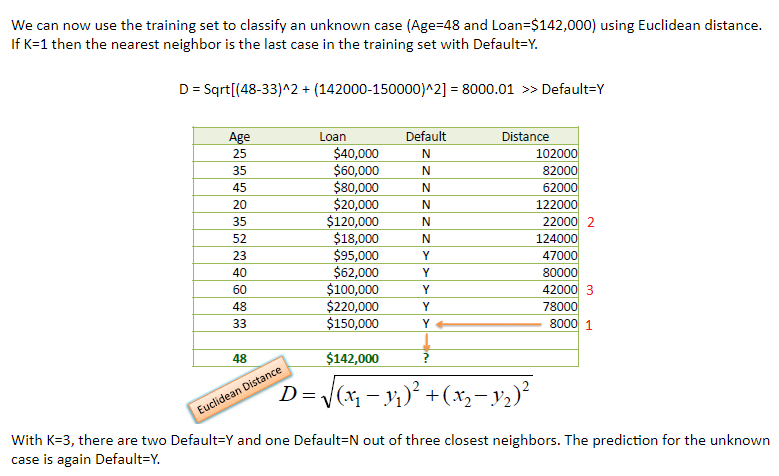 We can now use the training set to classify an unknown case (Age=48 and Loan=$142,000) using Euclidean distance.
If K=1 then the nearest neighbor is the last case in the training set with Default=Y.
D = Sqrt[(48-33)^2 + (142000-150000)^2] = 8000.01 >> Default=Y
Age Loan Default Distance
25 $40,000 N 102000
35 $60,000 N 82000
45 $80,000 N 62000
20 $20,000 N 122000
35 $120,000 N 22000 2
52 $18,000 N 124000
23 $95,000 Y 47000
40 $62,000 Y 80000
60 $100,000 Y 42000 3
48 $220,000 Y 78000
33 $150,000 Y 8000 1
48 $142,000 ?
Euclidean Distance
D = √(x₁ − y₁)² + (x₂ − y₂)²
With K=3, there are two Default=Y and one Default=N out of three closest neighbors. The prediction for the unknown
case is again Default=Y.